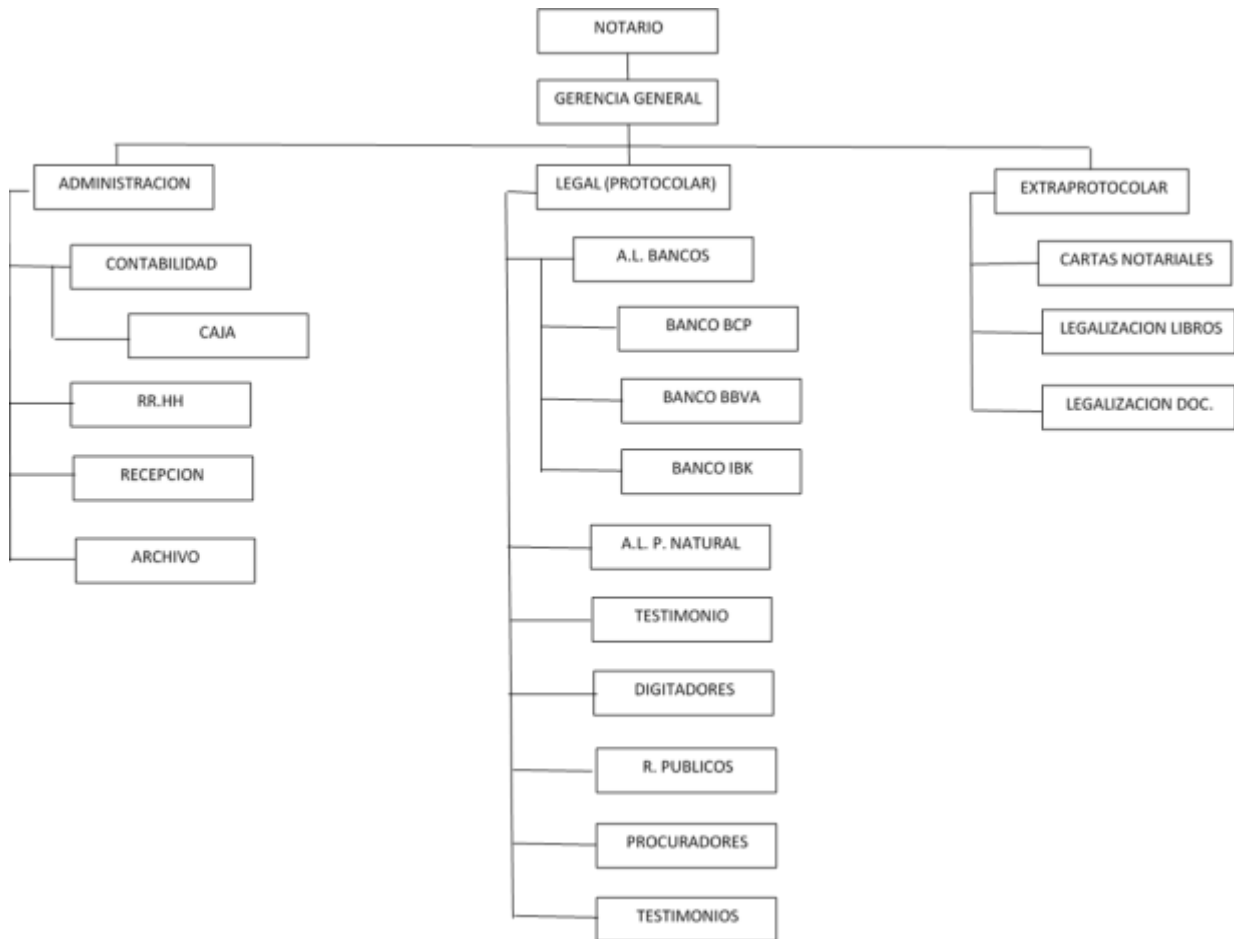 NOTARIO
GERENCIA GENERAL
ADMINISTRACION
CONTABILIDAD
CAJA
RR.HH
RECEPCION
ARCHIVO
LEGAL (PROTOCOLAR)
A.L. BANCOS
BANCO BCP
BANCO BBVA
BANCO IBK
A.L. P. NATURAL
TESTIMONIO
DIGITADORES
R. PUBLICOS
PROCURADORES
TESTIMONIOS
EXTRAPROTOCOLAR
CARTAS NOTARIALES
LEGALIZACION LIBROS
LEGALIZACION DOC.